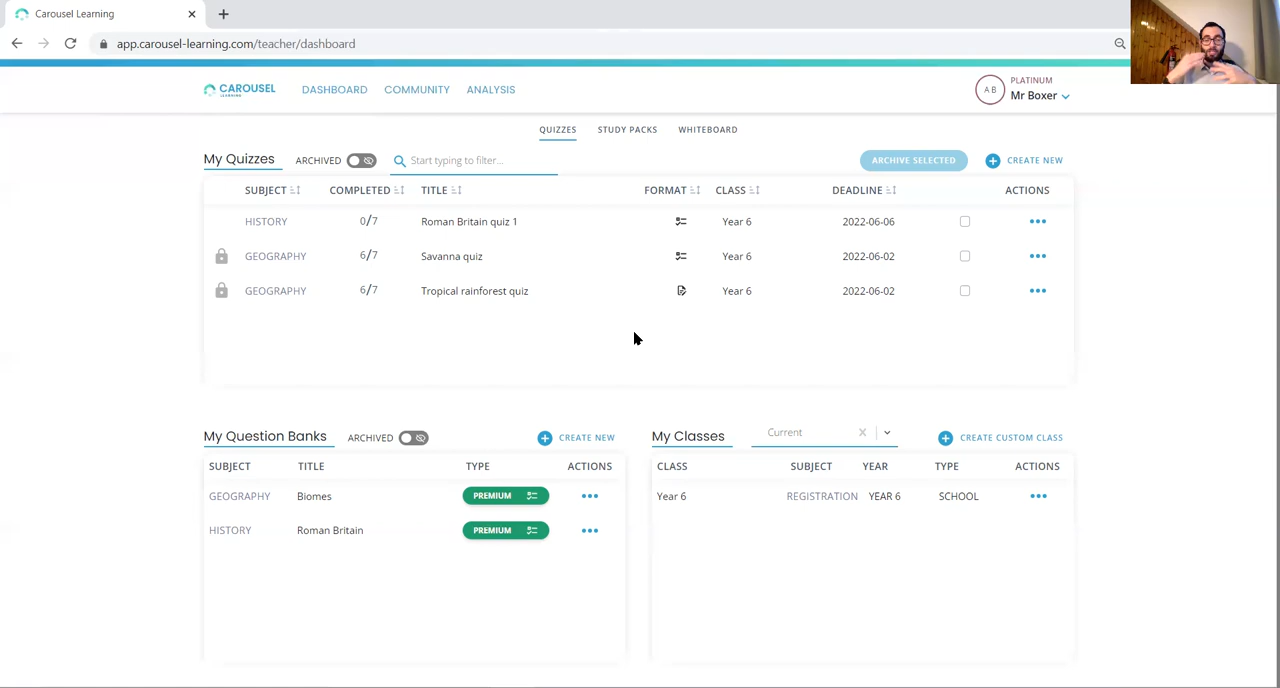 Carousel Learning
app.carousel-learning.com/teacher/dashboard
CAROUSEL
LEARNING
DASHBOARD COMMUNITY ANALYSIS
A B
PLATINUM
Mr Boxer
QUIZZES STUDY PACKS WHITEBOARD
My Quizzes ARCHIVED Start typing to filter... ARCHIVE SELECTED CREATE NEW
SUBJECT COMPLETED TITLE FORMAT CLASS DEADLINE ACTIONS
HISTORY 0/7 Roman Britain quiz 1 Year 6 2022-06-06
GEOGRAPHY 6/7 Savanna quiz Year 6 2022-06-02
GEOGRAPHY 6/7 Tropical rainforest quiz Year 6 2022-06-02
My Question Banks ARCHIVED CREATE NEW
SUBJECT TITLE TYPE ACTIONS
GEOGRAPHY Biomes PREMIUM
HISTORY Roman Britain PREMIUM
My Classes Current CREATE CUSTOM CLASS
CLASS SUBJECT YEAR TYPE ACTIONS
Year 6 REGISTRATION YEAR 6 SCHOOL